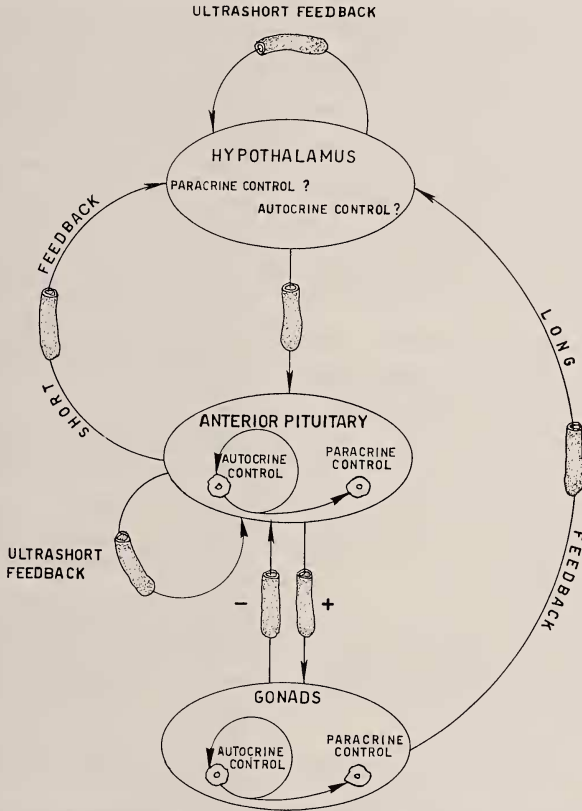 ULTRASHORT FEEDBACK
HYPOTHALAMUS
PARACRINE CONTROL ?
AUTOCRINE CONTROL ?
SHORT FEEDBACK
LONG FEEDBACK
ANTERIOR PITUITARY
AUTOCRINE
CONTROL
PARACRINE
CONTROL
ULTRASHORT
FEEDBACK
– +
GONADS
AUTOCRINE
CONTROL
PARACRINE
CONTROL